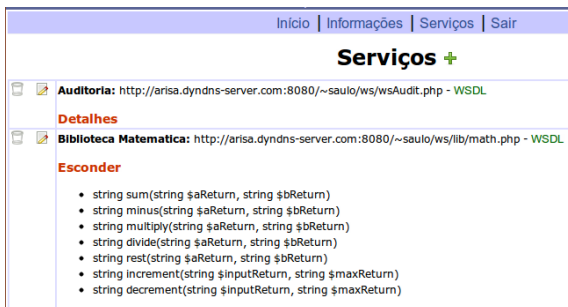 Início | Informações | Serviços | Sair
Serviços
Auditoria: http://arisa.dyndns-server.com:8080/~saulo/ws/wsAudit.php - WSDL
Detalhes
Biblioteca Matematica: http://arisa.dyndns-server.com:8080/~saulo/ws/lib/math.php - WSDL
Esconder
• string sum(string $aReturn, string $bReturn)
• string minus(string $aReturn, string $bReturn)
• string multiply(string $aReturn, string $bReturn)
• string divide(string $aReturn, string $bReturn)
• string rest(string $aReturn, string $bReturn)
• string increment(string $inputReturn, string $maxReturn)
• string decrement(string $inputReturn, string $maxReturn)